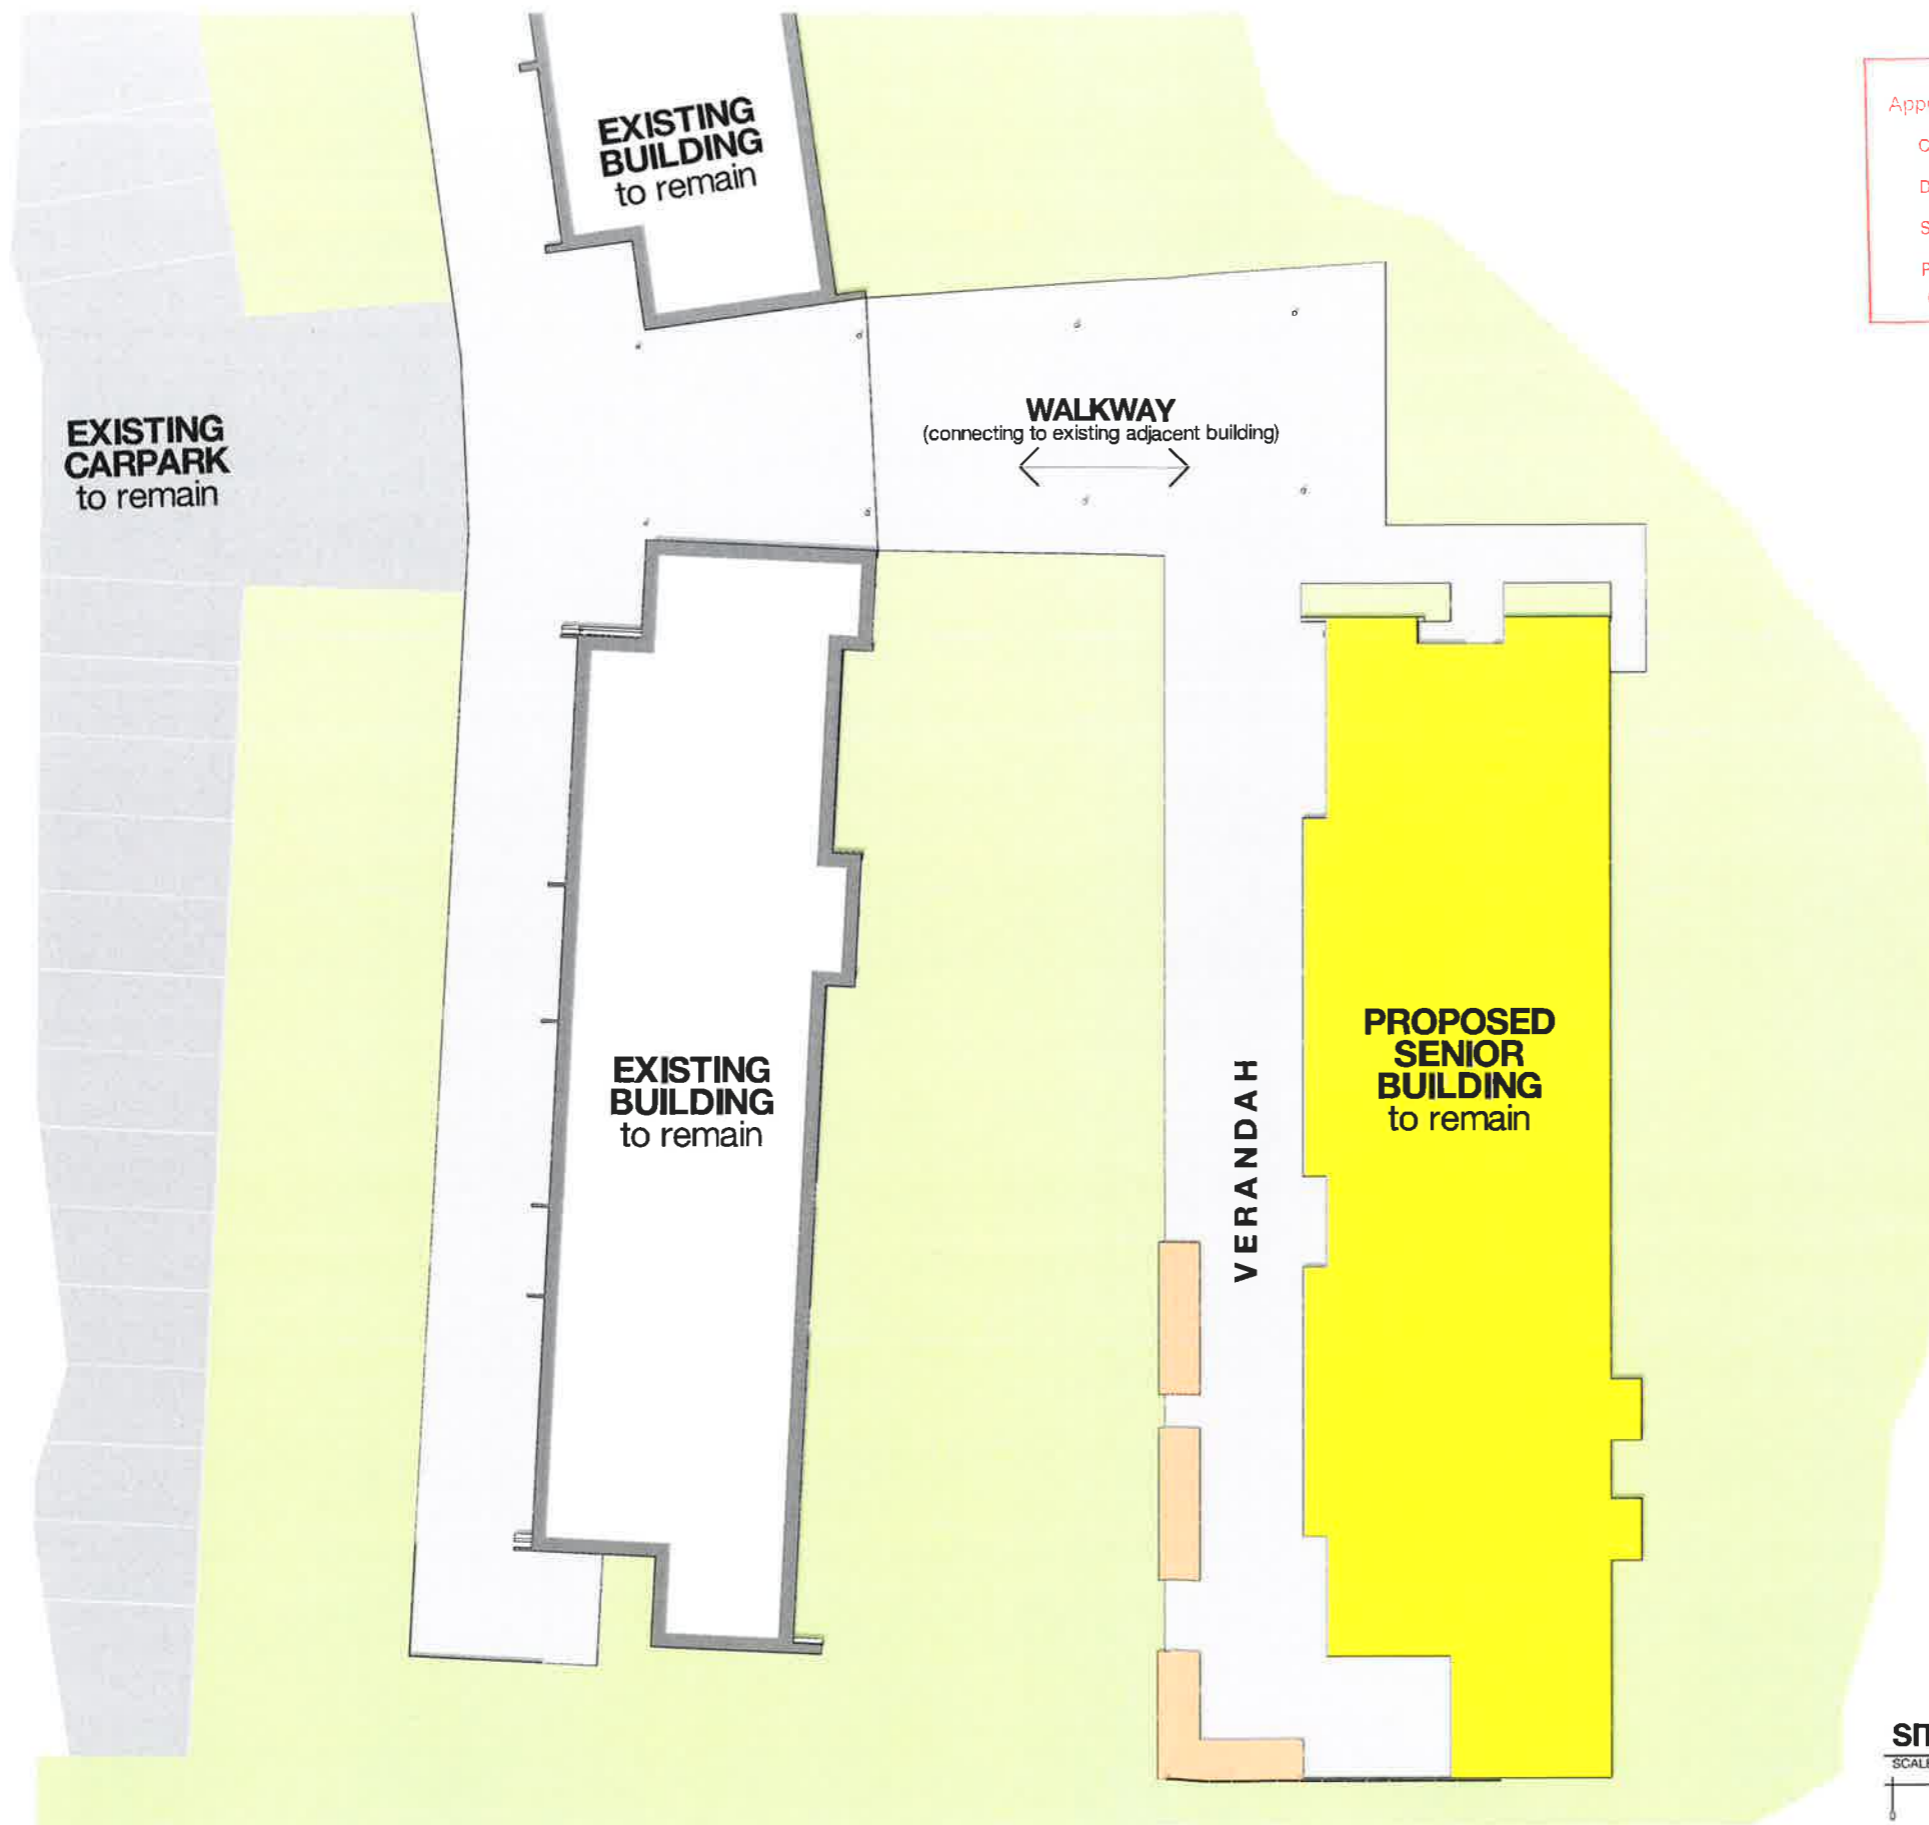 EXISTING
BUILDING
to remain
EXISTING
CARPARK
to remain
WALKWAY
(connecting to existing adjacent building)
EXISTING
BUILDING
to remain
VERANDAH
PROPOSED
SENIOR
BUILDING
to remain
0